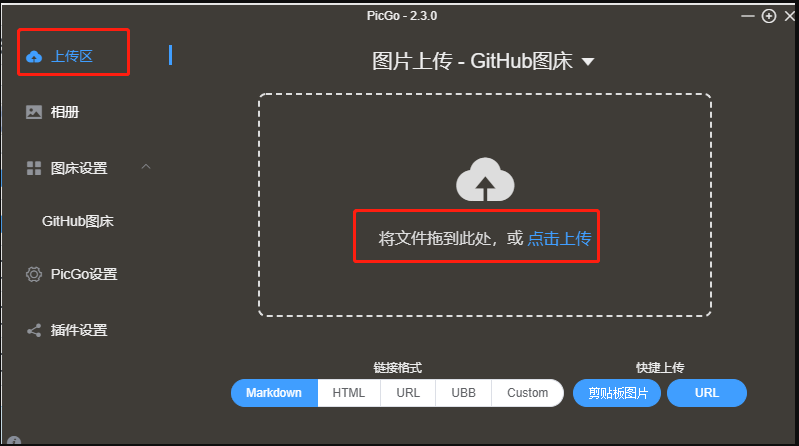 PicGo - 2.3.0
上传区
相册
图床设置
GitHub图床
PicGo设置
插件设置
图片上传 - GitHub图床
将文件拖到此处，或 点击上传
链接格式
Markdown HTML URL UBB Custom
快捷上传
剪贴板图片 URL